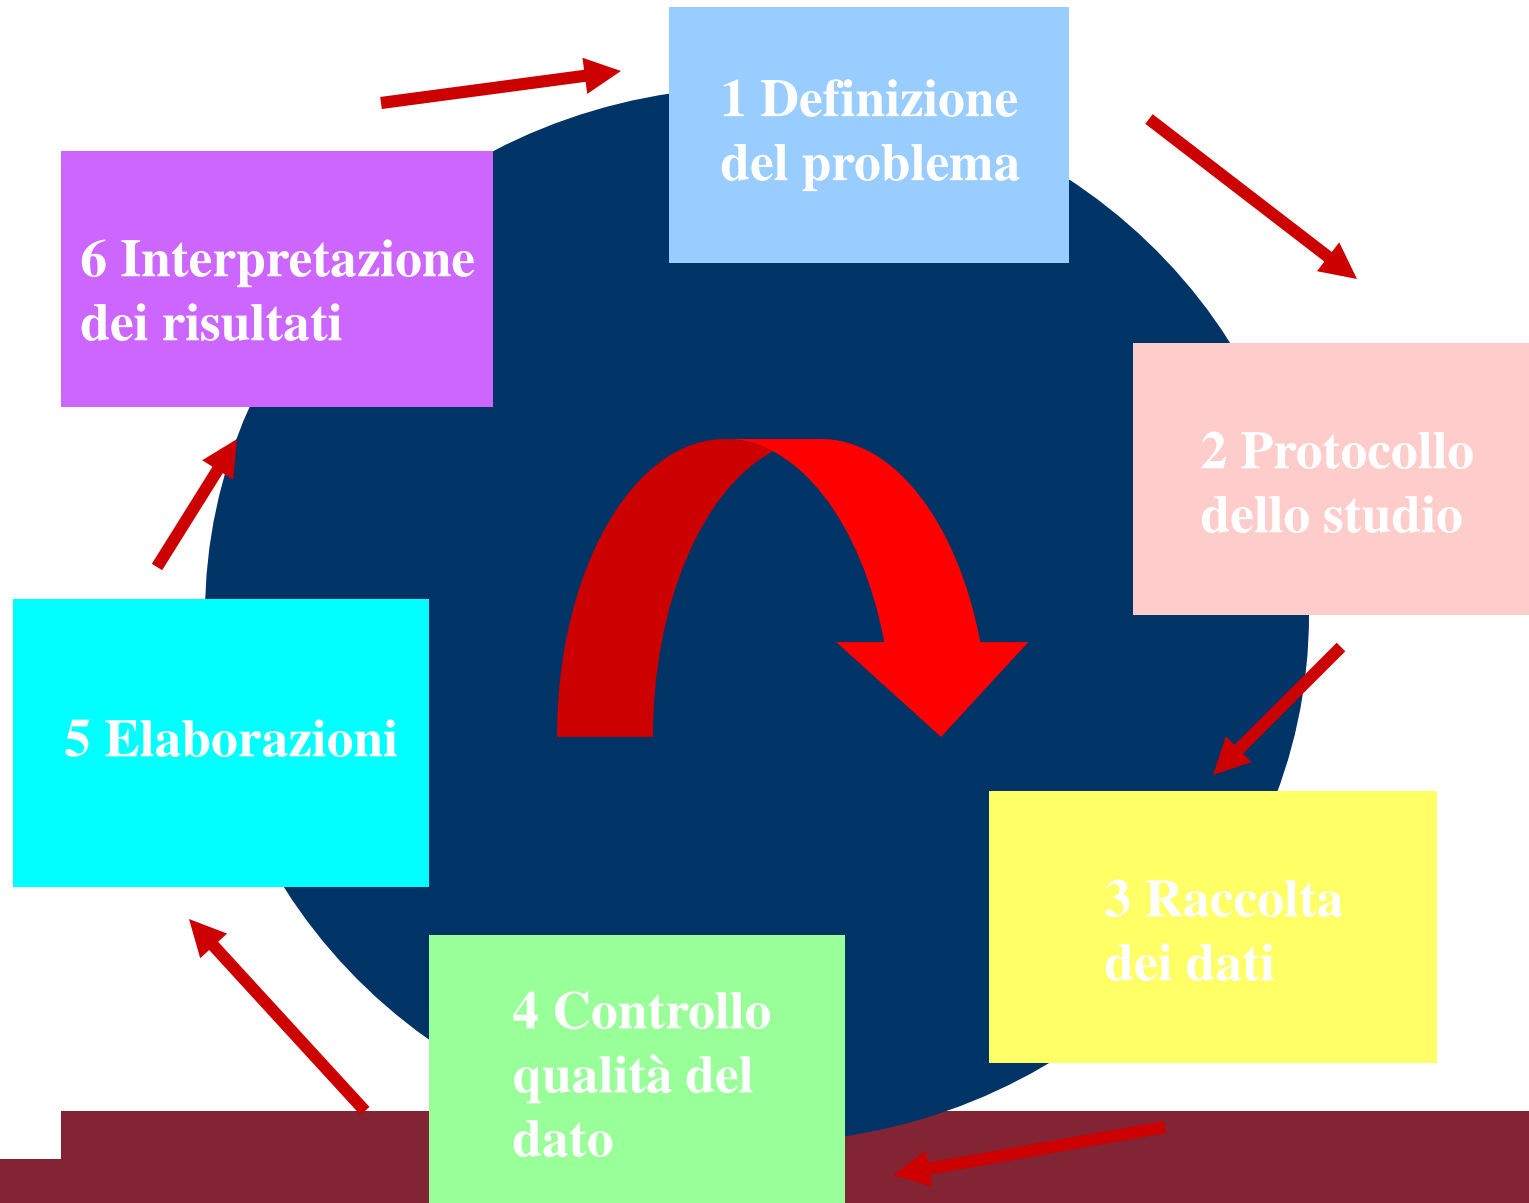 1 Definizione
del problema
2 Protocollo
dello studio
3 Raccolta
dei dati
4 Controllo
qualità del
dato
5 Elaborazioni
6 Interpretazione
dei risultati